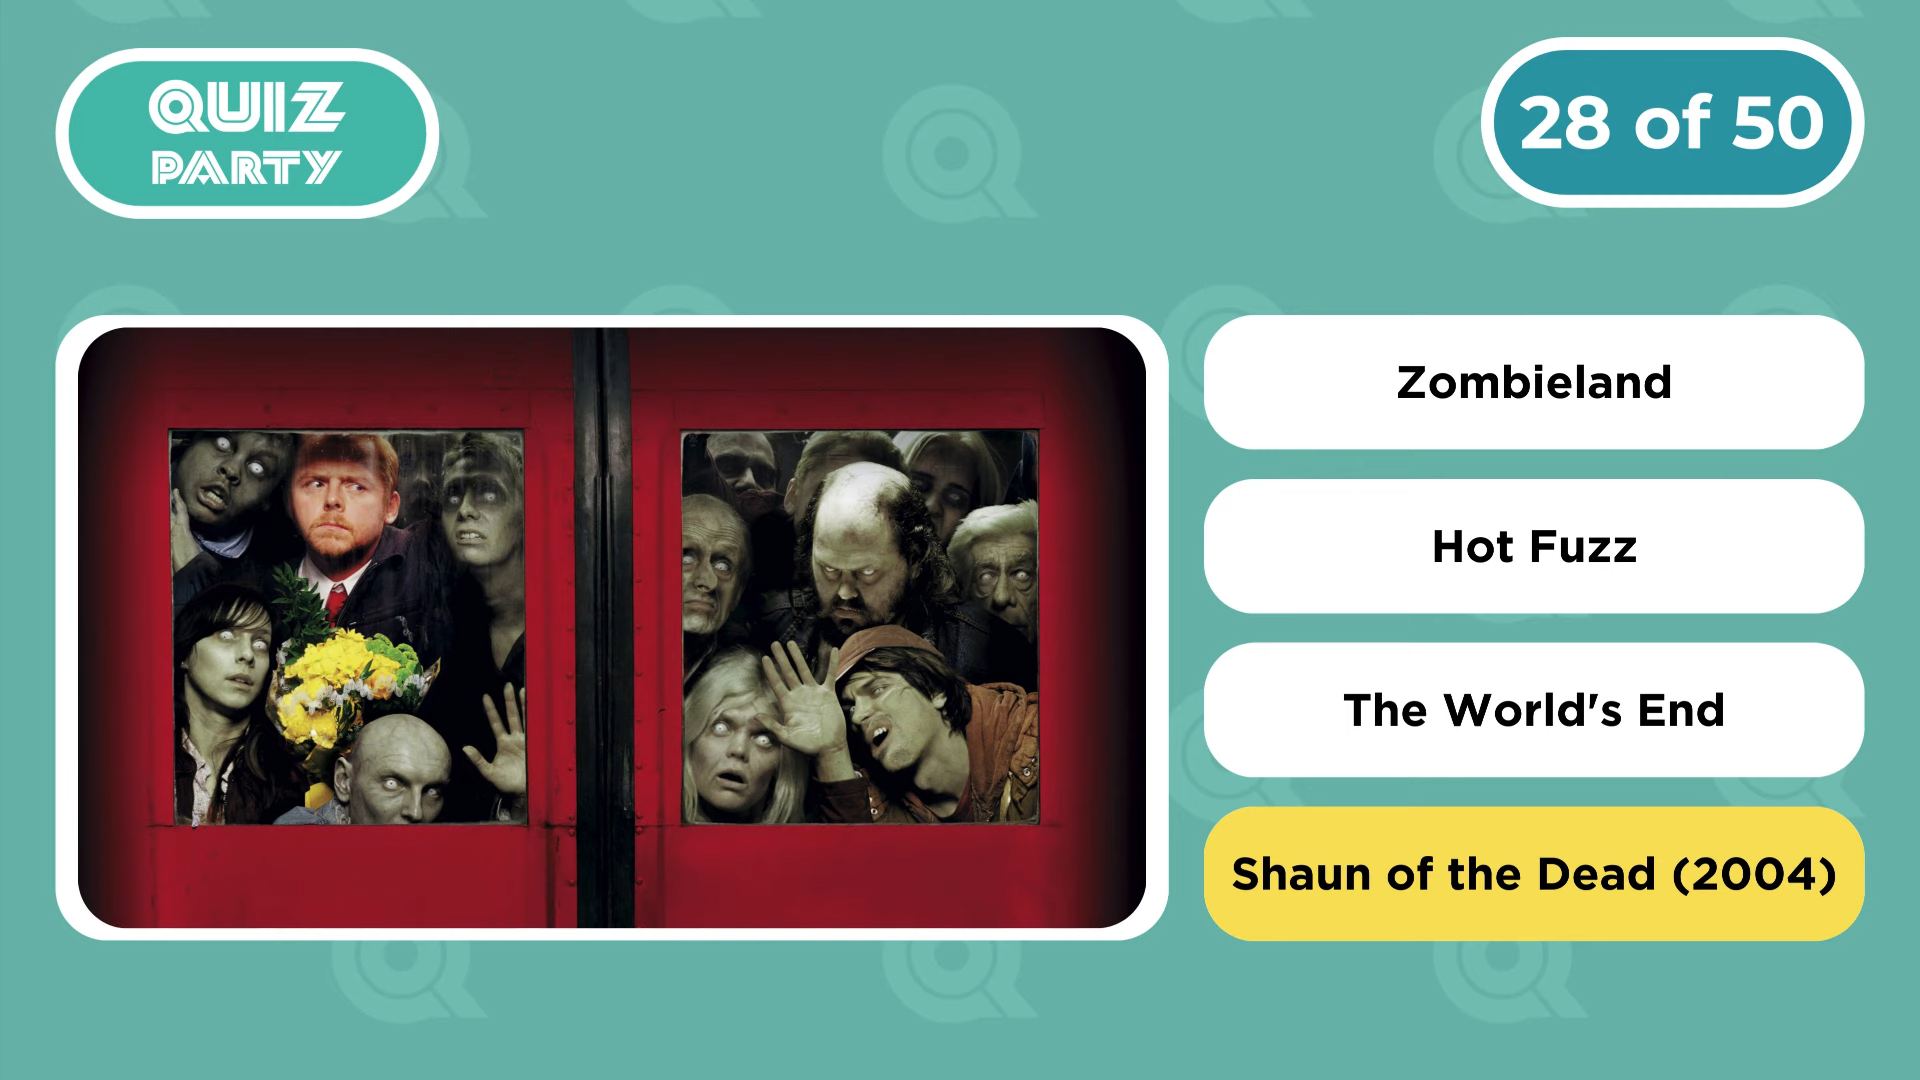 QUIZ
PARTY
28 of 50
Zombieland
Hot Fuzz
The World's End
Shaun of the Dead (2004)